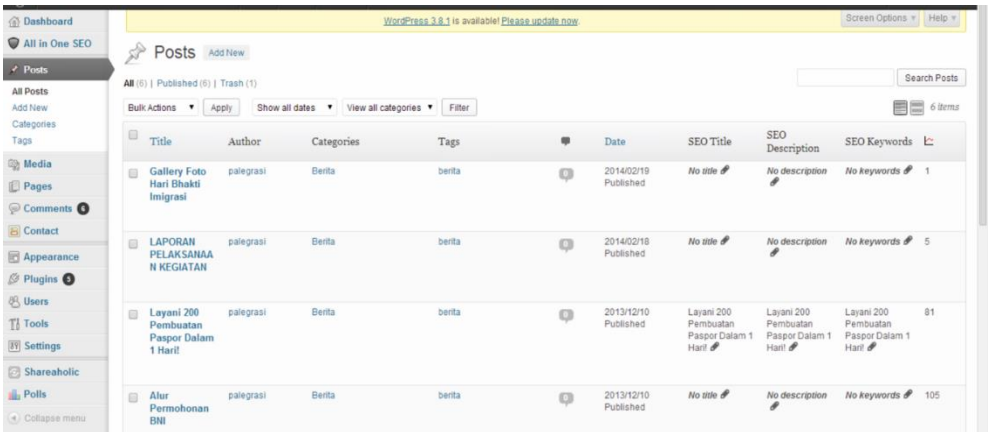 Dashboard
WordPress 3.8.1 is available! Please update now.
Screen Options Help
All in One SEO
Posts Add New
Posts
All (6) | Published (6) | Trash (1)
Search Posts
All Posts
Add New
Categories
Tags
Bulk Actions Apply Show all dates View all categories Filter 6 items
Title Author Categories Tags Date SEO Title SEO Description SEO Keywords
Media
Pages
Comments
Contact
Appearance
Plugins
Users
Tools
Settings
Shareaholic
Polls
Collapse menu
Gallery Foto
Hari Bhakti
Imigrasi
palegrasi
Berita
berita
0
2014/02/19
Published
No title
No description
No keywords
1
LAPORAN
PELAKSANAA
N KEGIATAN
palegrasi
Berita
berita
0
2014/02/18
Published
No title
No description
No keywords
5
Layani 200
Pembuatan
Paspor Dalam
1 Hari!
palegrasi
Berita
berita
0
2013/12/10
Published
Layani 200
Pembuatan
Paspor Dalam 1
Hari!
Layani 200
Pembuatan
Paspor Dalam 1
Hari!
Layani 200
Pembuatan
Paspor Dalam 1
Hari!
81
Alur
Permohonan
BNI
palegrasi
Berita
berita
0
2013/12/10
Published
No title
No description
No keywords
105